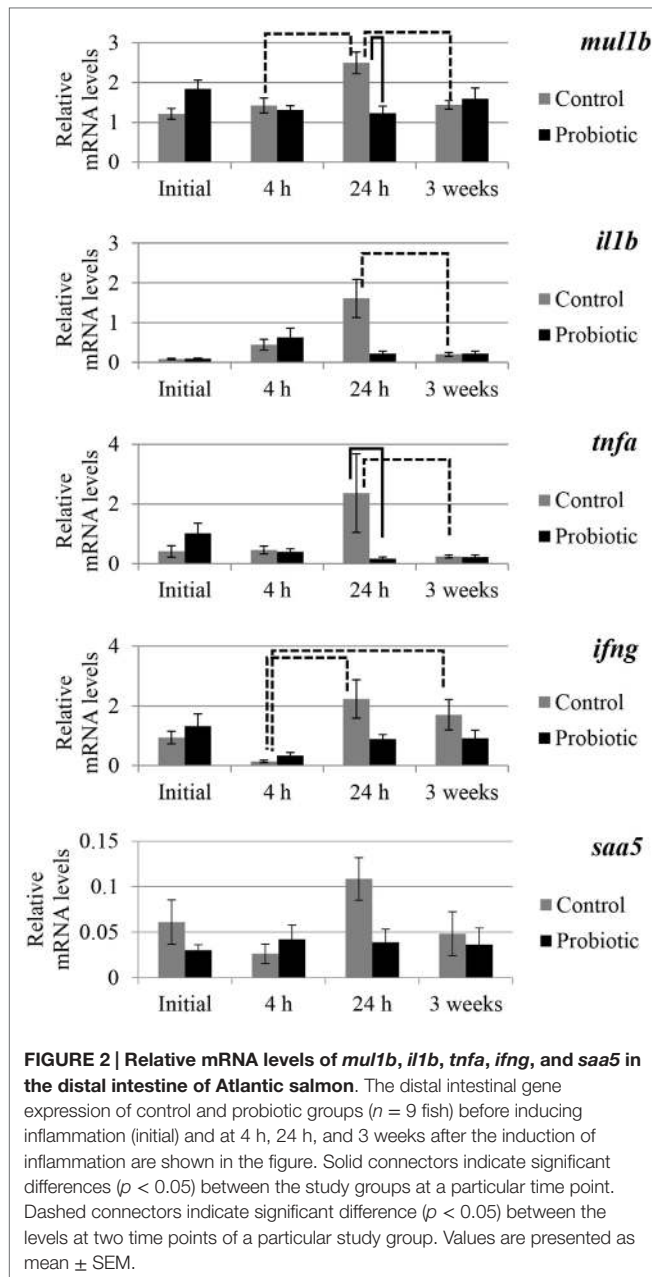 mul1b
Relative
mRNA levels
3
2
1
0
Control
Probiotic
Initial 4 h 24 h 3 weeks
il1b
Relative
mRNA levels
3
2
1
0
Control
Probiotic
Initial 4 h 24 h 3 weeks
tnfa
Relative
mRNA levels
4
2
0
Control
Probiotic
Initial 4 h 24 h 3 weeks
ifng
Relative
mRNA levels
4
2
0
Control
Probiotic
Initial 4 h 24 h 3 weeks
saa5
Relative
mRNA levels
0.15
0.1
0.05
0
Control
Probiotic
Initial 4 h 24 h 3 weeks
FIGURE 2 | Relative mRNA levels of mul1b, il1b, tnfa, ifng, and saa5 in
the distal intestine of Atlantic salmon. The distal intestinal gene
expression of control and probiotic groups (n = 9 fish) before inducing
inflammation (initial) and at 4 h, 24 h, and 3 weeks after the induction of
inflammation are shown in the figure. Solid connectors indicate significant
differences (p < 0.05) between the study groups at a particular time point.
Dashed connectors indicate significant difference (p < 0.05) between the
levels at two time points of a particular study group. Values are presented as
mean ± SEM.